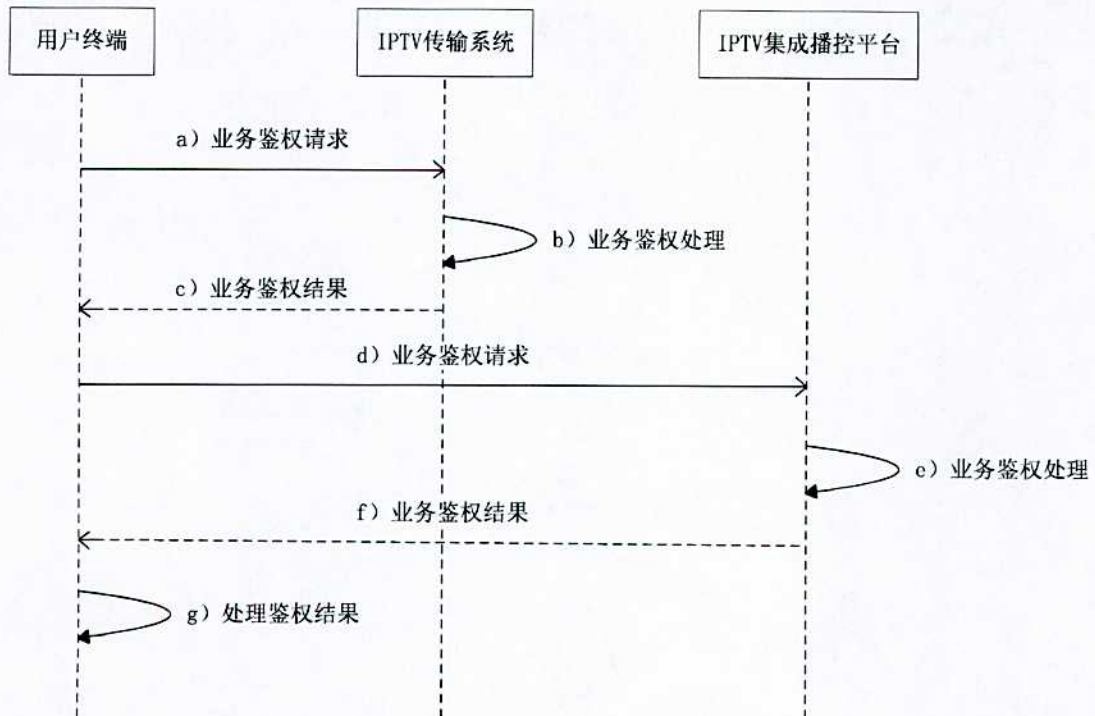 用户终端
IPTV传输系统
IPTV集成播控平台
a）业务鉴权请求
b）业务鉴权处理
c）业务鉴权结果
d）业务鉴权请求
e）业务鉴权处理
f）业务鉴权结果
g）处理鉴权结果